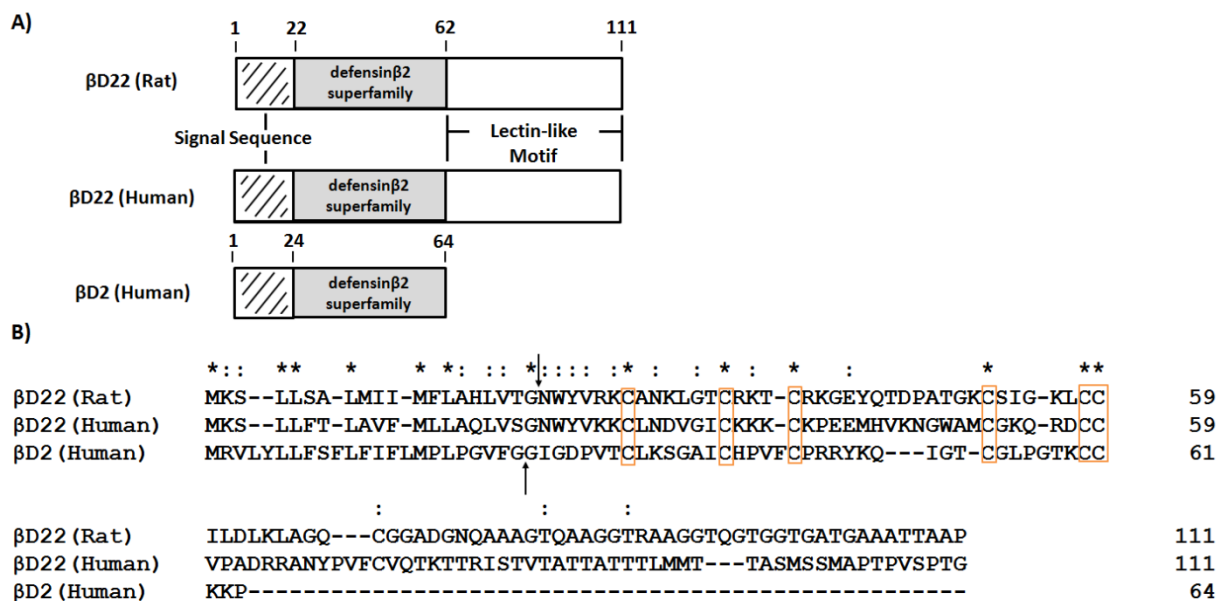 A)
1 22 62 111
βD22 (Rat) defensinβ2 superfamily
Signal Sequence Lectin-like Motif
βD22 (Human) defensinβ2 superfamily
1 24 64
βD2 (Human) defensinβ2 superfamily
B)
*:: ** * * * :: *:::: :* : * * : * **
βD22 (Rat) MKS--LLSA-LMII-MFLAHLVTGNWYVRKCANKLGTCRKT-CRKGEYQTDPATGKCSIG-KLCC 59
βD22 (Human) MKS--LLFT-LAVF-MLLAQLVSGNWYVKKCLNDVGICKKK-CKPEEMHVKNGWAMCGKQ-RDCC 59
βD2 (Human) MRVLYLLFSFLFIFLMPLPGVFGGIGDPVTCLKSGAICHPVFCPRRYKQ---IGT-CGLPGTKCC 61
: : :
βD22 (Rat) ILDLKLAGQ---CGGADGNQAAAGTQAAGGTRAAGGTQGTGGTGATGAAATTAAP 111
βD22 (Human) VPADRRANYPVFCVQTKTTRISTVTATTATTTLMMT---TASMSSMAPTPVSPTG 111
βD2 (Human) KKP---------------------------------------------------- 64